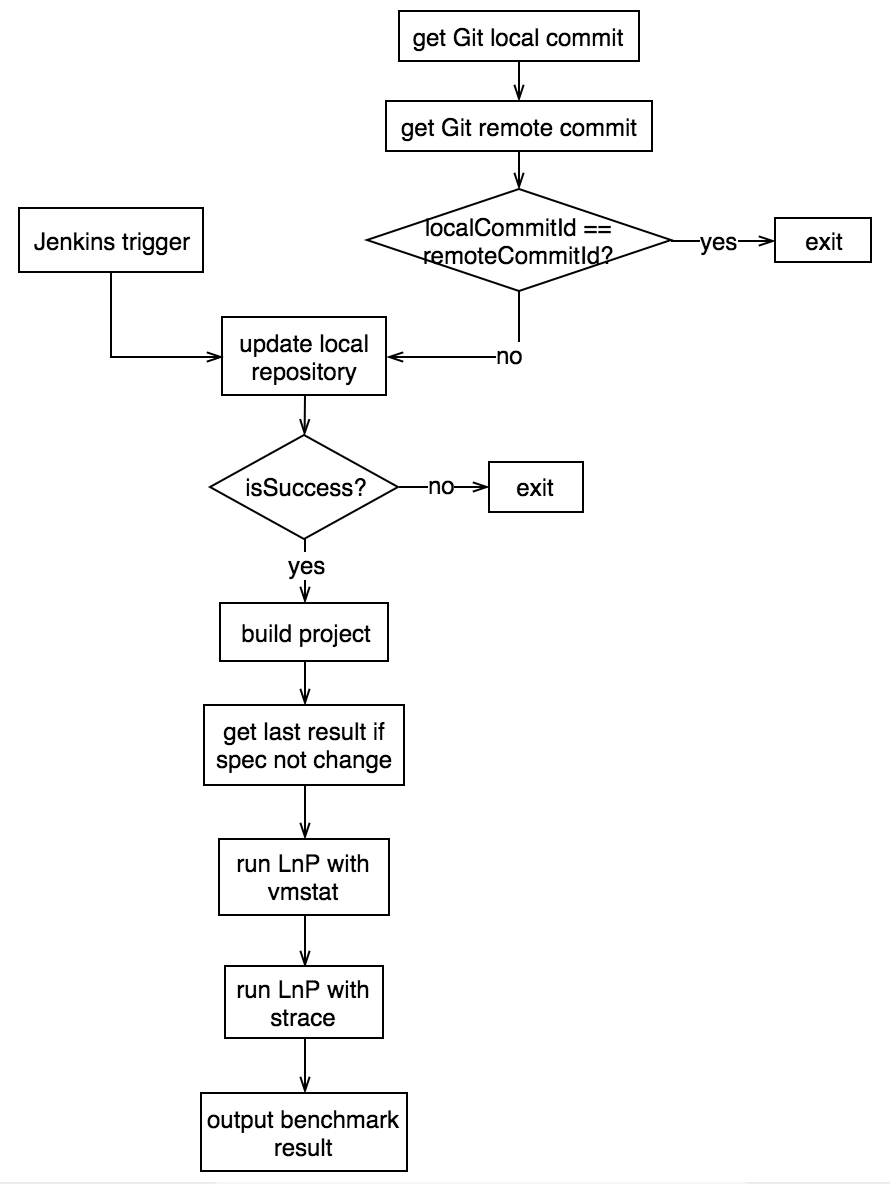 get Git local commit
get Git remote commit
localCommitId ==
remoteCommitId?
yes
exit
Jenkins trigger
update local
repository
no
isSuccess?
no
exit
yes
build project
get last result if
spec not change
run LnP with
vmstat
run LnP with
strace
output benchmark
result